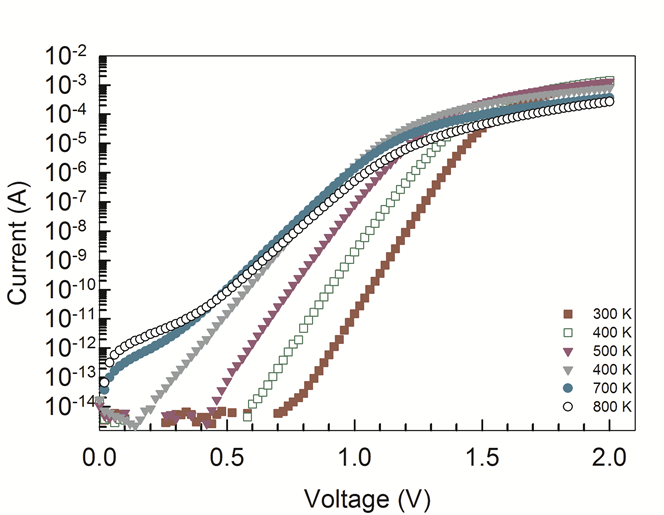 10-2
10-3
10-4
10-5
10-6
10-7
10-8
10-9
10-10
10-11
10-12
10-13
10-14
Current (A)
0.0 0.5 1.0 1.5 2.0
Voltage (V)
300 K
400 K
500 K
400 K
700 K
800 K